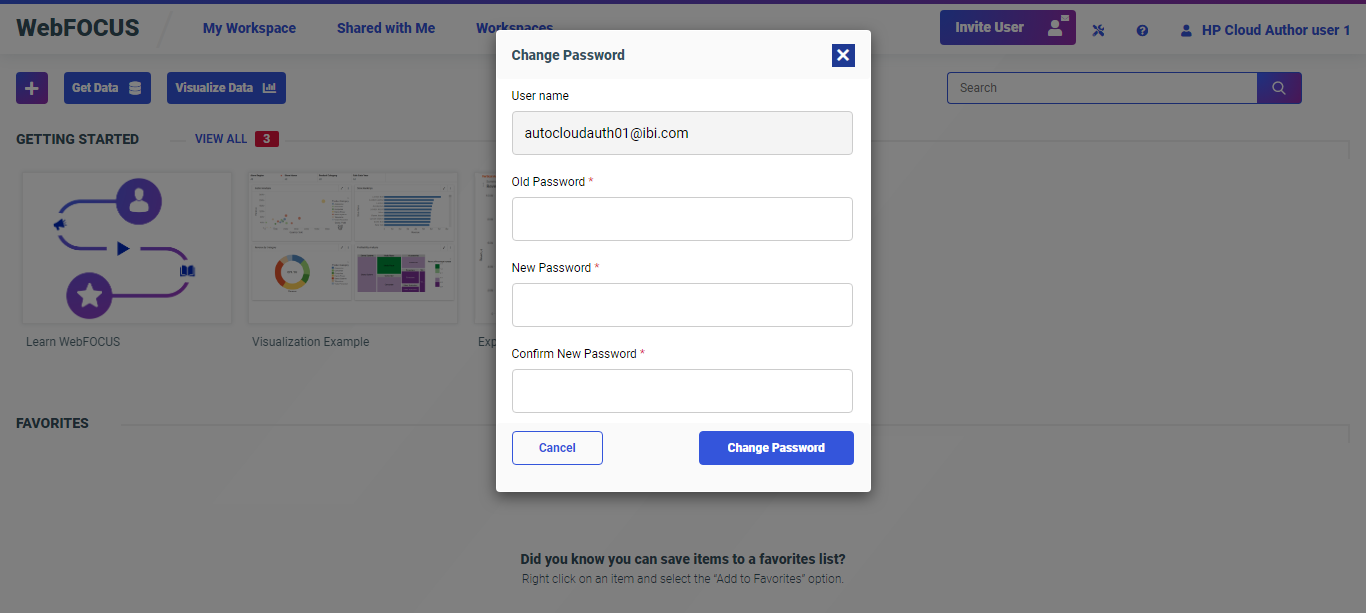 WebFOCUS
My Workspace
Shared with Me
Workspaces
Invite User
HP Cloud Author user 1
Get Data
Visualize Data
Search
GETTING STARTED
VIEW ALL
3
Learn WebFOCUS
Visualization Example
Exp
Change Password
User name
autocloudauth01@ibi.com
Old Password *
New Password *
Confirm New Password *
Cancel
Change Password
FAVORITES
Did you know you can save items to a favorites list?
Right click on an item and select the “Add to Favorites” option.